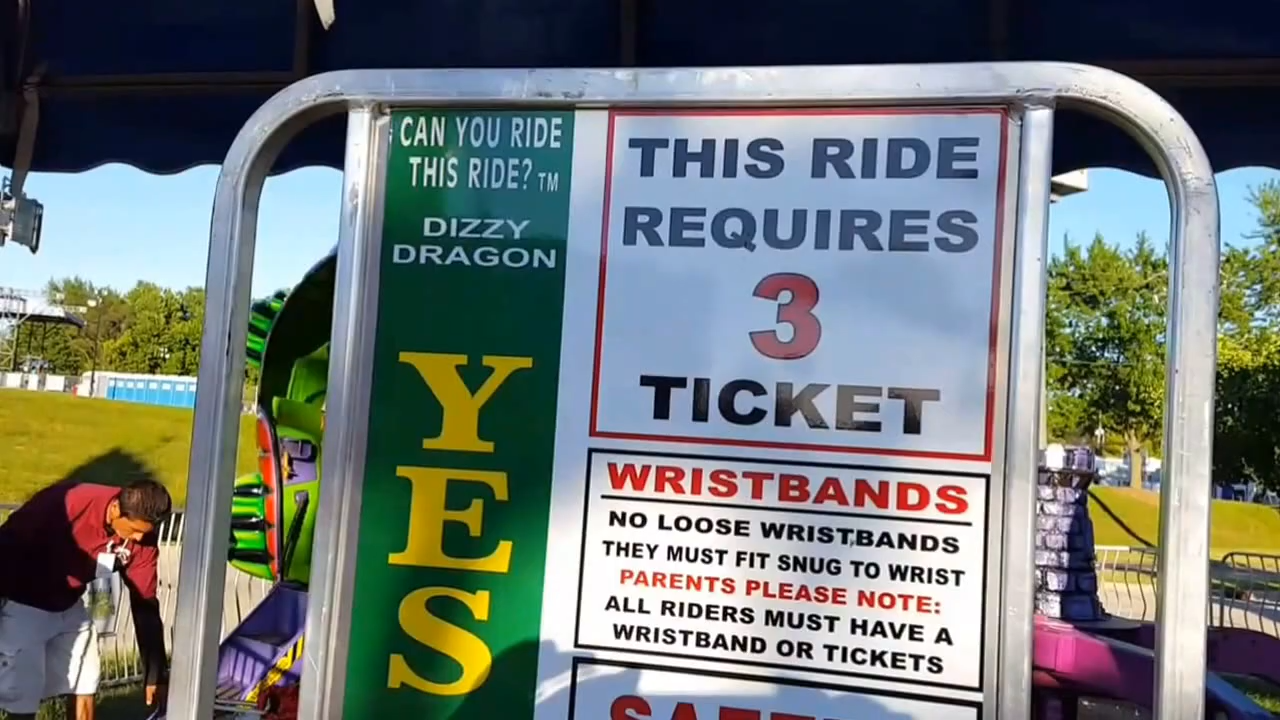 CAN YOU RIDE
THIS RIDE?TM
DIZZY
DRAGON
YES
THIS RIDE
REQUIRES
3
TICKET
WRISTBANDS
NO LOOSE WRISTBANDS
THEY MUST FIT SNUG TO WRIST
PARENTS PLEASE NOTE:
ALL RIDERS MUST HAVE A
WRISTBAND OR TICKETS